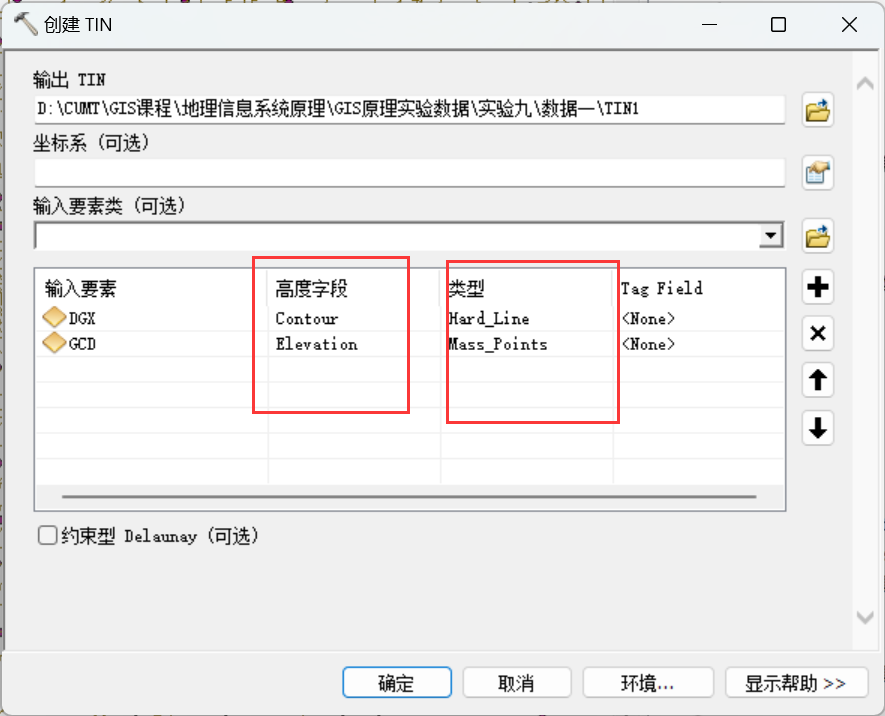 创建 TIN
输出 TIN
D:\CUMT\GIS课程\地理信息系统原理\GIS原理实验数据\实验九\数据一\TIN1
坐标系 (可选)
输入要素类 (可选)
输入要素 高度字段 类型 Tag Field
DGX Contour Hard_Line <None>
GCD Elevation Mass_Points <None>
约束型 Delaunay (可选)
确定 取消 环境... 显示帮助 >>